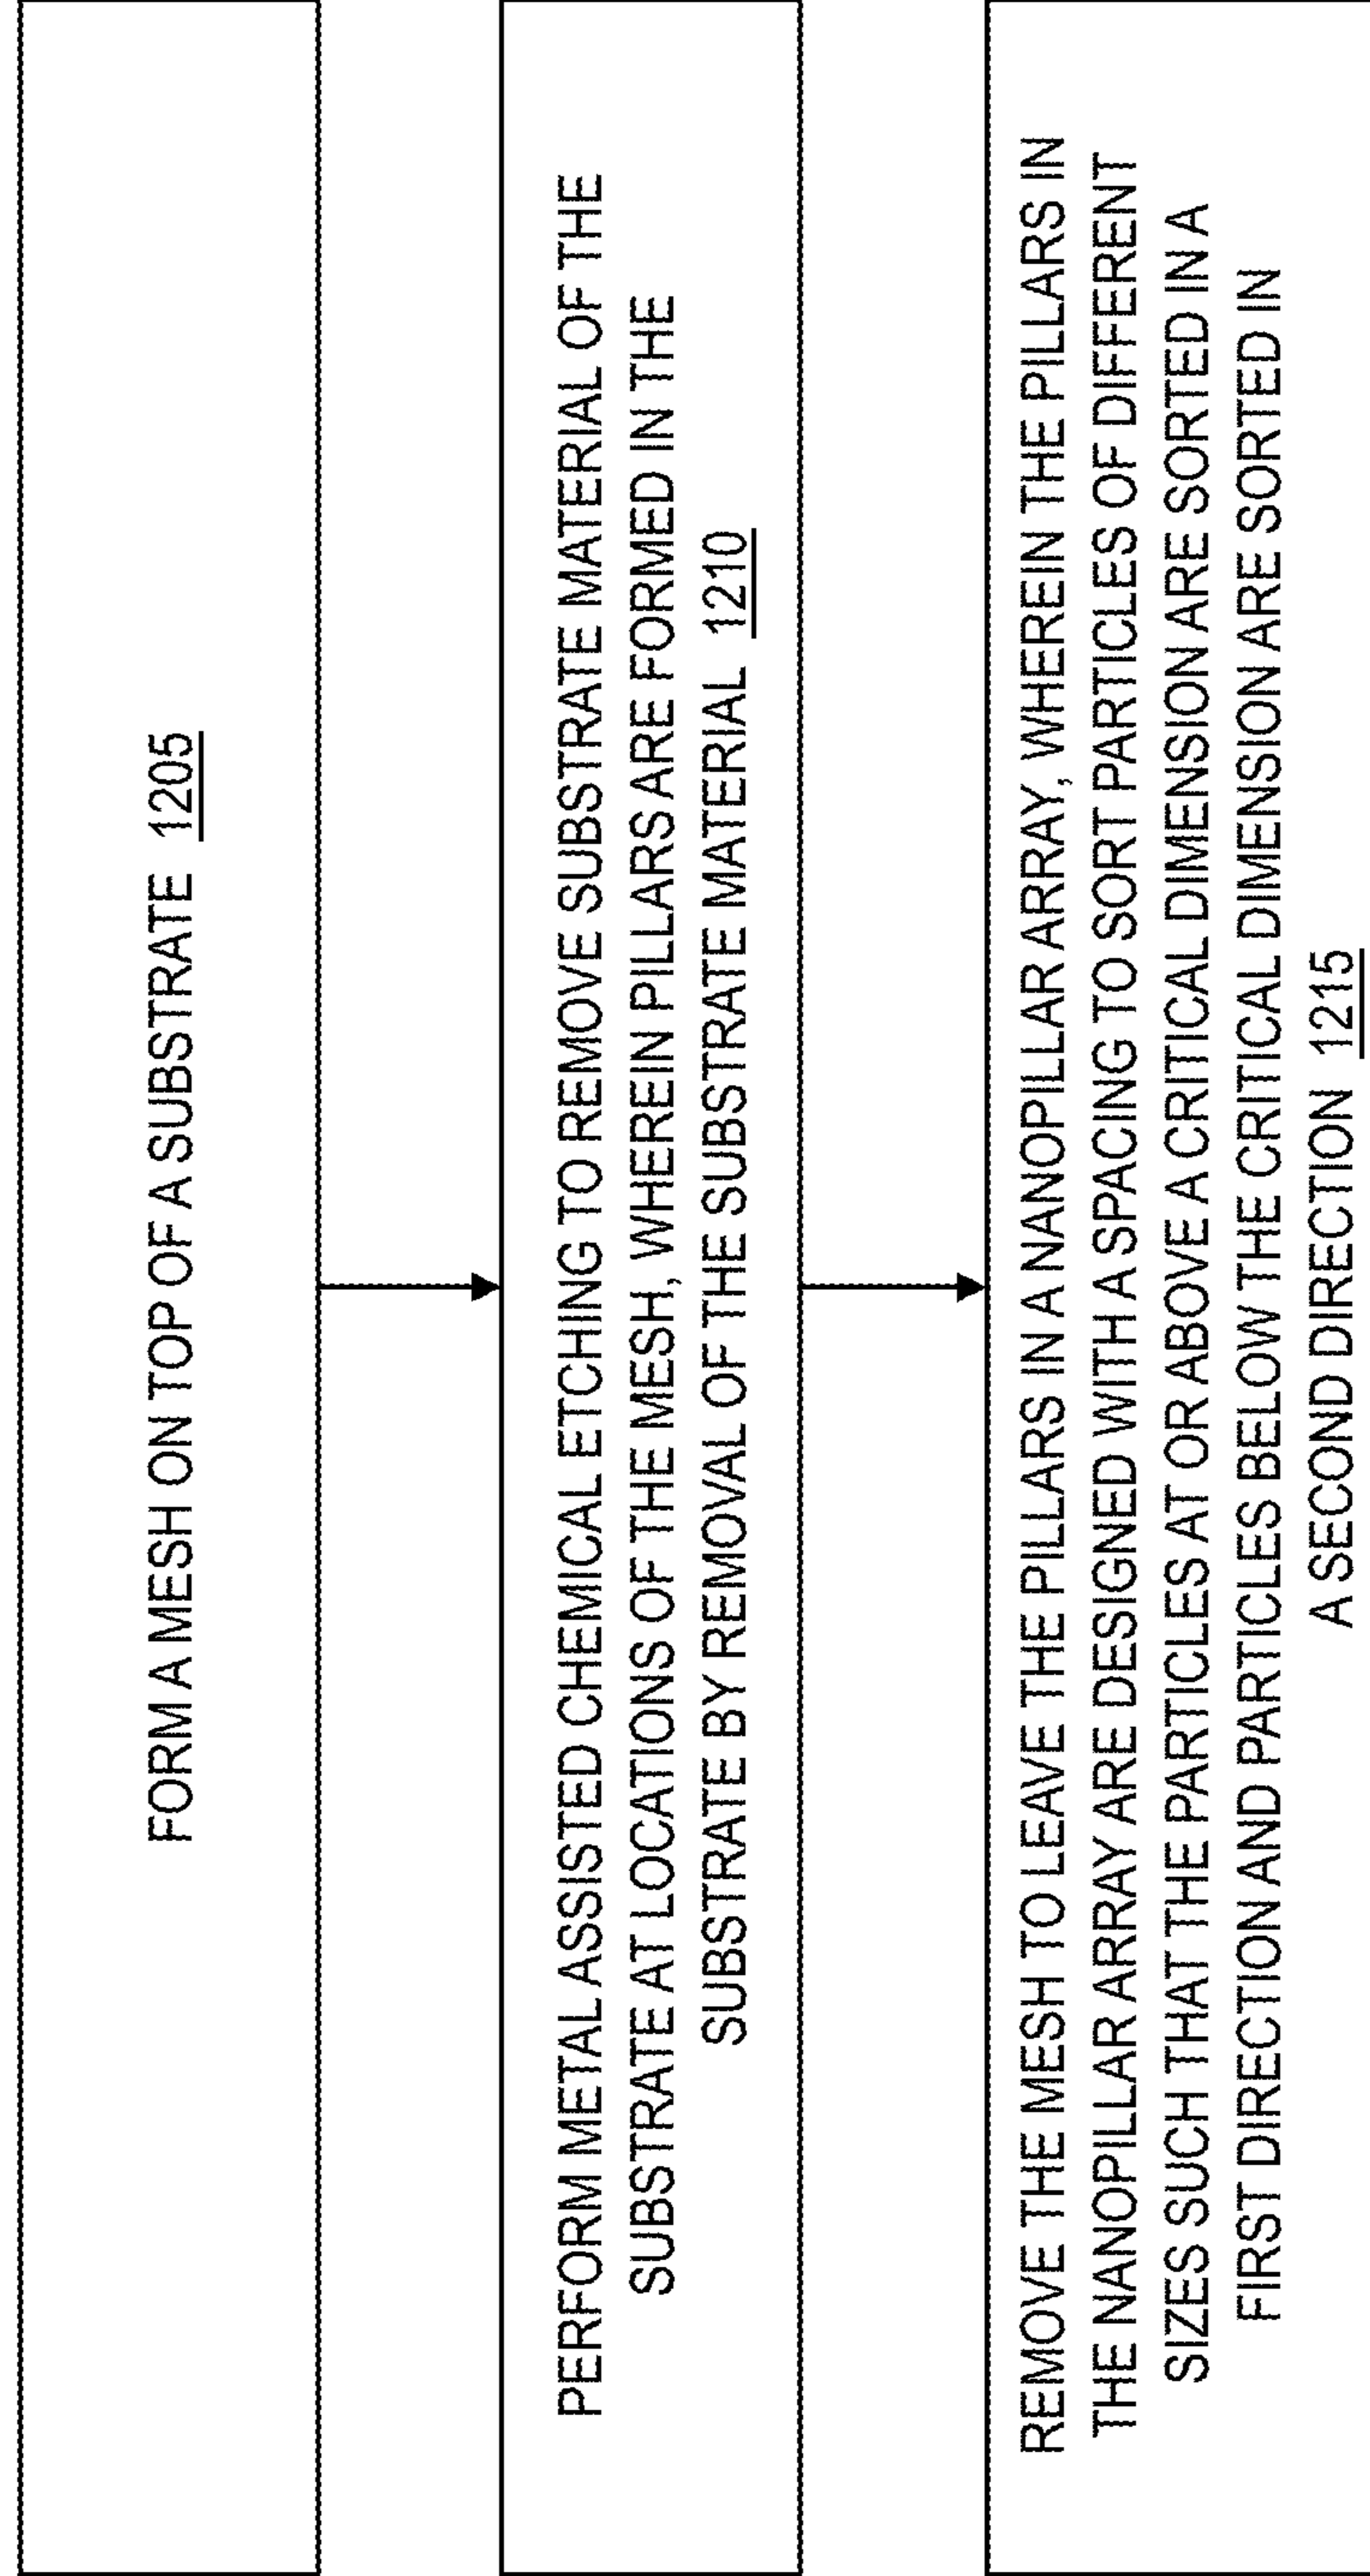 FORM A MESH ON TOP OF A SUBSTRATE 1205
PERFORM METAL ASSISTED CHEMICAL ETCHING TO REMOVE SUBSTRATE MATERIAL OF THE
SUBSTRATE AT LOCATIONS OF THE MESH, WHEREIN PILLARS ARE FORMED IN THE
SUBSTRATE BY REMOVAL OF THE SUBSTRATE MATERIAL 1210
REMOVE THE MESH TO LEAVE THE PILLARS IN A NANOPILLAR ARRAY, WHEREIN THE PILLARS IN
THE NANOPILLAR ARRAY ARE DESIGNED WITH A SPACING TO SORT PARTICLES OF DIFFERENT
SIZES SUCH THAT THE PARTICLES AT OR ABOVE A CRITICAL DIMENSION ARE SORTED IN A
FIRST DIRECTION AND PARTICLES BELOW THE CRITICAL DIMENSION ARE SORTED IN
A SECOND DIRECTION 1215